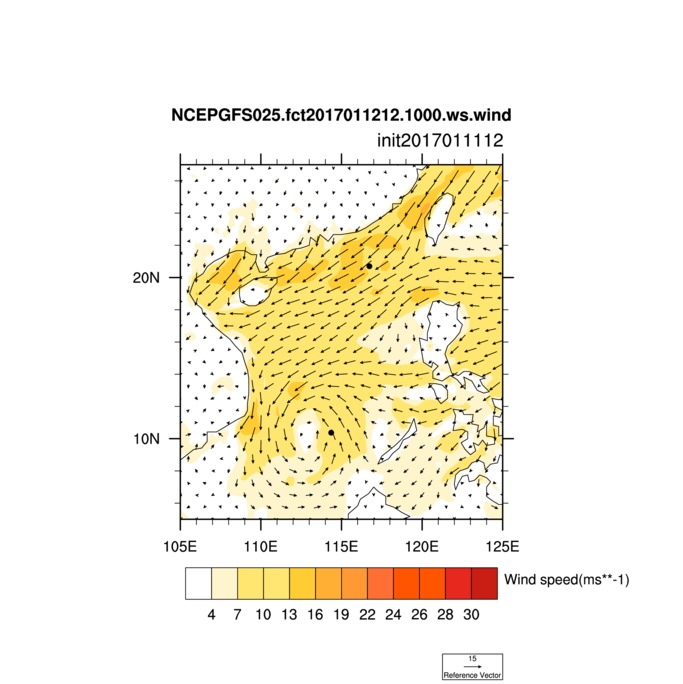 NCEPGFS025.fct2017011212.1000.ws.wind
init2017011112
20N
10N
105E 110E 115E 120E 125E
Wind speed(ms**-1)
4 7 10 13 16 19 22 24 26 28 30
15
Reference Vector